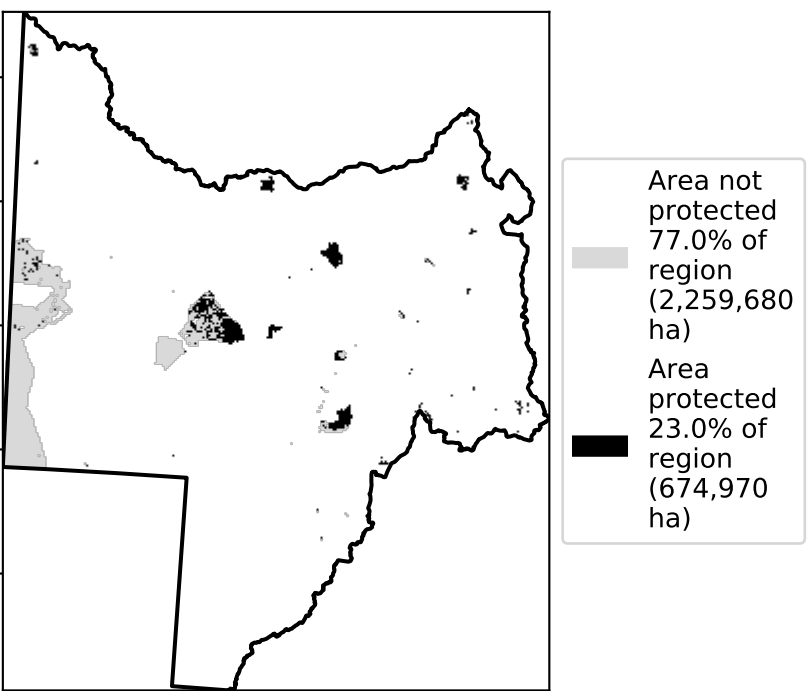 Area not
protected
77.0% of
region
(2,259,680
ha)
Area
protected
23.0% of
region
(674,970
ha)